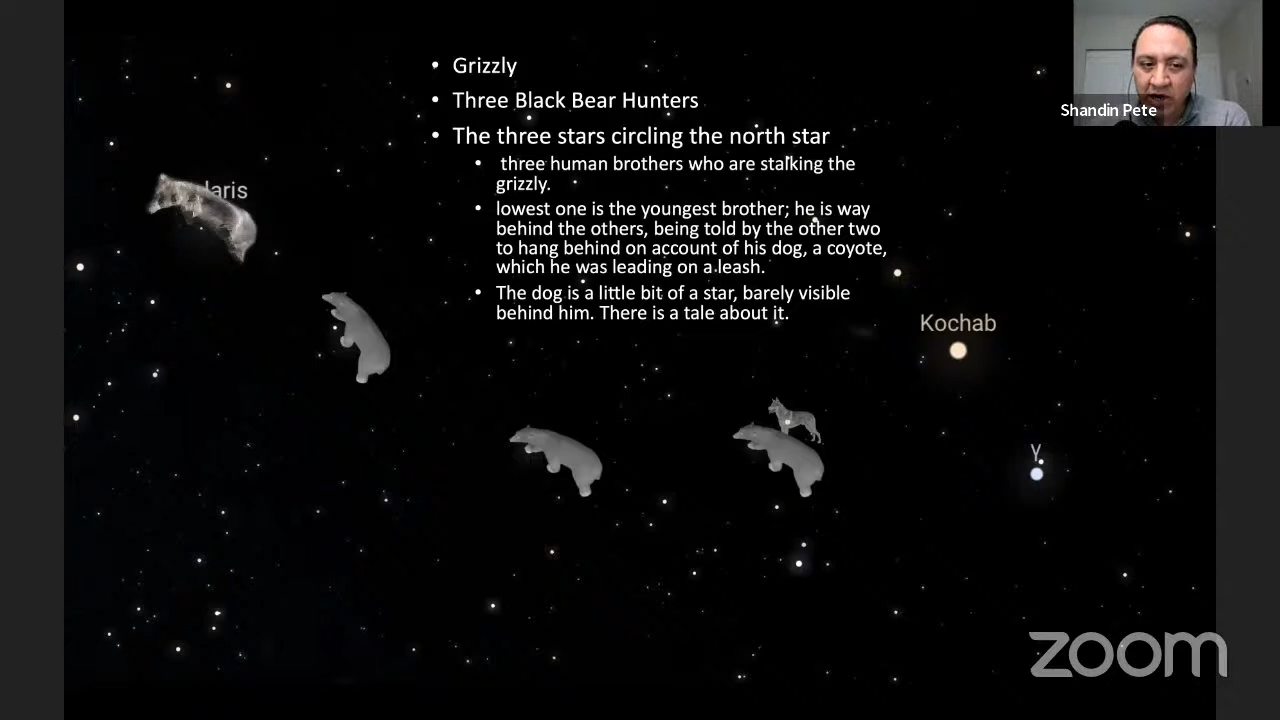 • Grizzly
• Three Black Bear Hunters
• The three stars circling the north star
• three human brothers who are stalking the
grizzly.
• lowest one is the youngest brother; he is way
behind the others, being told by the other two
to hang behind on account of his dog, a coyote,
which he was leading on a leash.
• The dog is a little bit of a star, barely visible
behind him. There is a tale about it.
Shandin Pete
laris
Kochab
γ
zoom